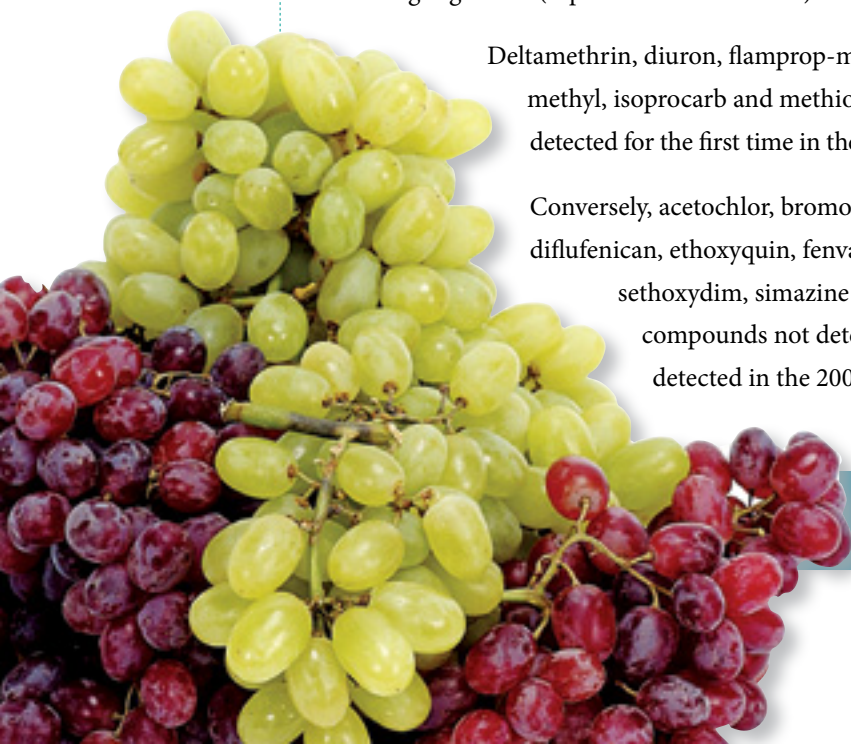 Deltamethrin, diuron, flamprop-m
methyl, isoprocarb and methio
detected for the first time in the
Conversely, acetochlor, bromo
diflufenican, ethoxyquin, fenva
sethoxydim, simazine
compounds not dete
detected in the 200